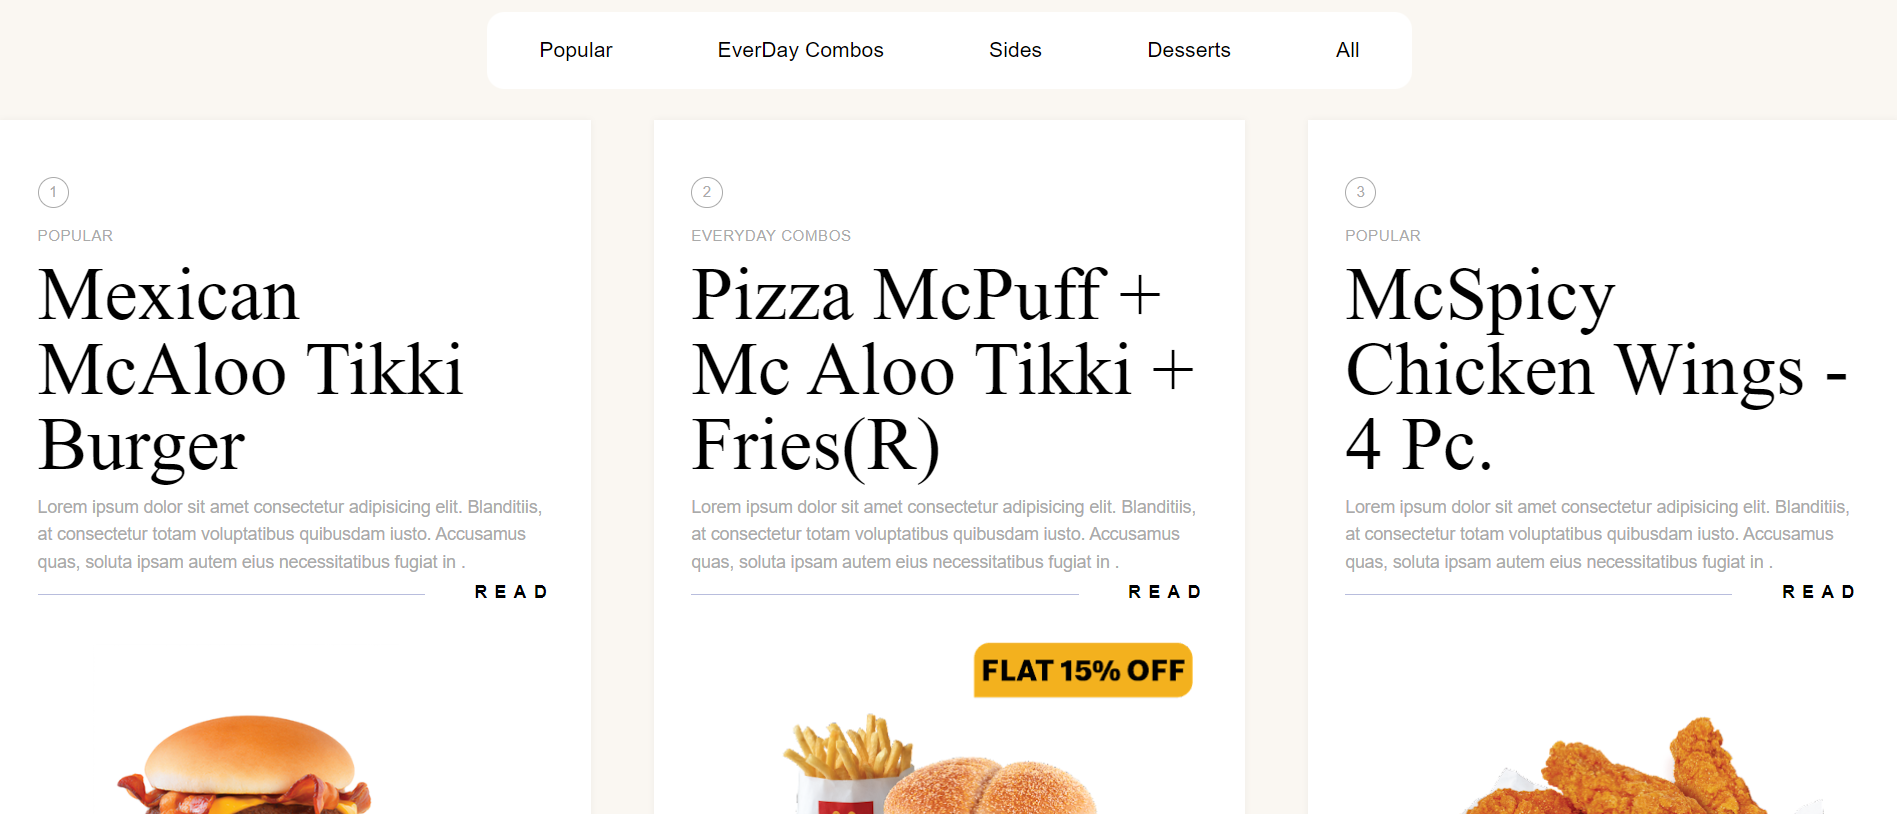 Popular EverDay Combos Sides Desserts All
1
POPULAR
Mexican
McAloo Tikki
Burger
Lorem ipsum dolor sit amet consectetur adipisicing elit. Blanditiis,
at consectetur totam voluptatibus quibusdam iusto. Accusamus
quas, soluta ipsam autem eius necessitatibus fugiat in .
READ
2
EVERYDAY COMBOS
Pizza McPuff +
Mc Aloo Tikki +
Fries(R)
Lorem ipsum dolor sit amet consectetur adipisicing elit. Blanditiis,
at consectetur totam voluptatibus quibusdam iusto. Accusamus
quas, soluta ipsam autem eius necessitatibus fugiat in .
READ
FLAT 15% OFF
3
POPULAR
McSpicy
Chicken Wings -
4 Pc.
Lorem ipsum dolor sit amet consectetur adipisicing elit. Blanditiis,
at consectetur totam voluptatibus quibusdam iusto. Accusamus
quas, soluta ipsam autem eius necessitatibus fugiat in .
READ